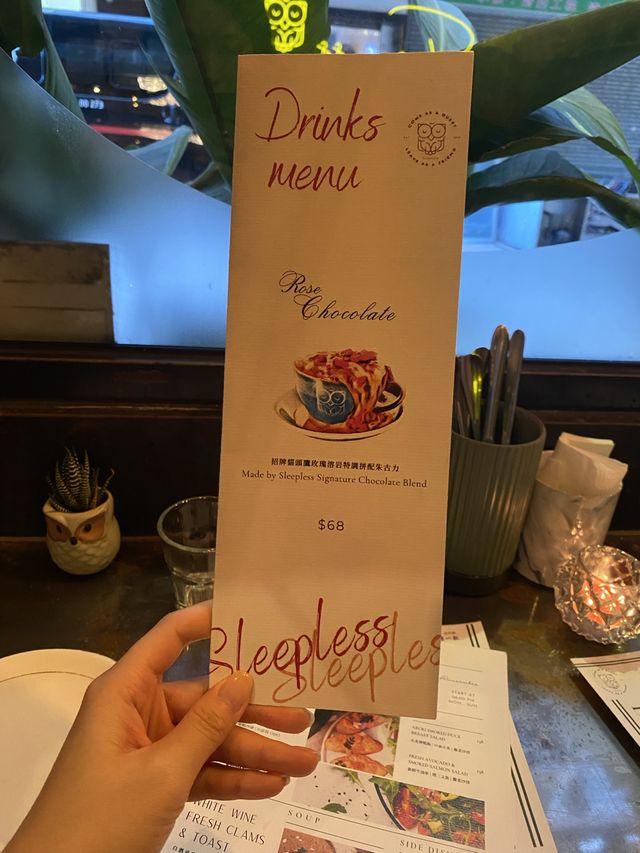 Drinks
menu
COME AS A GUEST
LEAVE AS A FRIEND
Rose
Chocolate
招牌貓頭鷹玫瑰溶岩特調拼配朱古力
Made by Sleepless Signature Chocolate Blend
$68
Sleepless
Sleeples
SMOKED DUCK
BREAST SALAD
FRESH AVOCADO &
SMOKED SALMON SALAD
WHITE WINE
FRESH CLAMS
& TOAST
SOUP